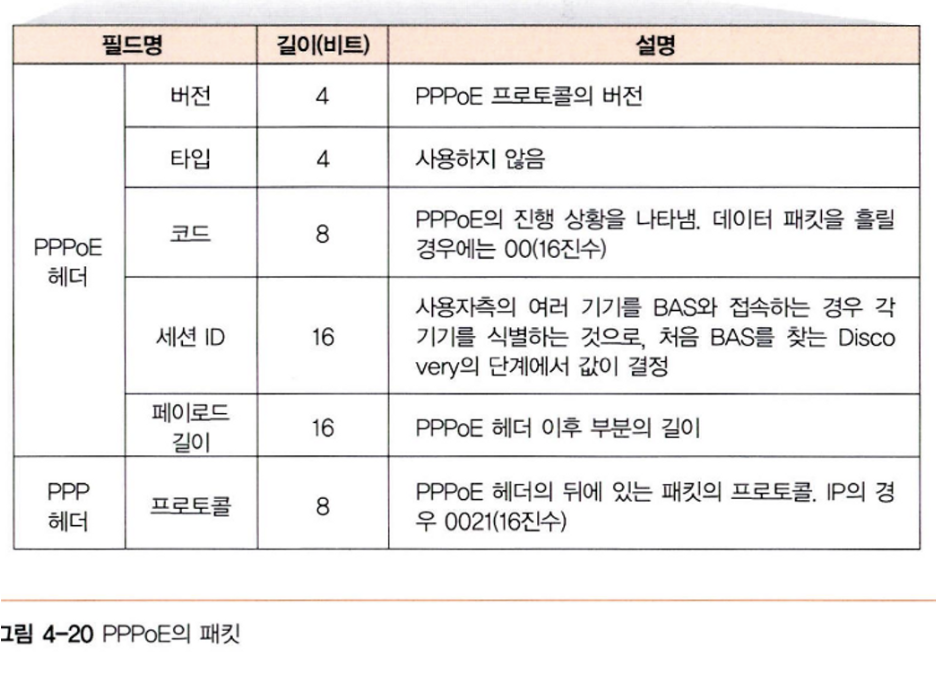 필드명 길이(비트) 설명
버전 4 PPPoE 프로토콜의 버전
타입 4 사용하지 않음
PPPoE
헤더
코드 8 PPPoE의 진행 상황을 나타냄. 데이터 패킷을 흘릴
경우에는 00(16진수)
세션 ID 16 사용자측의 여러 기기를 BAS와 접속하는 경우 각
기기를 식별하는 것으로, 처음 BAS를 찾는 Disco
very의 단계에서 값이 결정
페이로드
길이
16 PPPoE 헤더 이후 부분의 길이
PPP
헤더
프로토콜 8 PPPoE 헤더의 뒤에 있는 패킷의 프로토콜. IP의 경
우 0021(16진수)
그림 4-20 PPPoE의 패킷